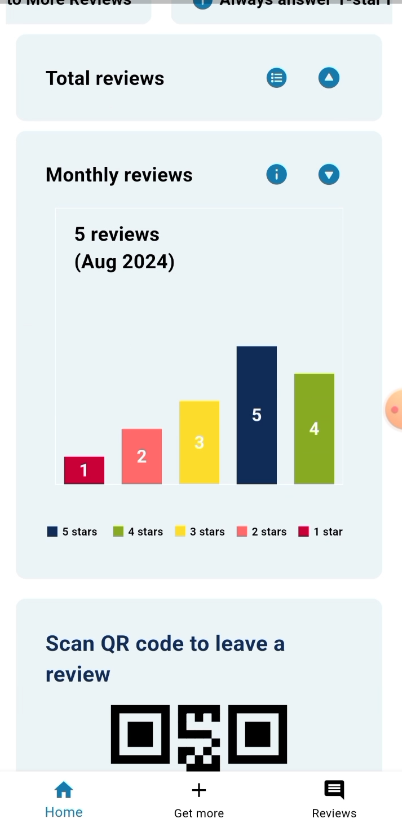 to More Reviews
Always answer 1-star
Total reviews
Monthly reviews
5 reviews
(Aug 2024)
1
2
3
5
4
5 stars
4 stars
3 stars
2 stars
1 star
Scan QR code to leave a
review
Home
Get more
Reviews